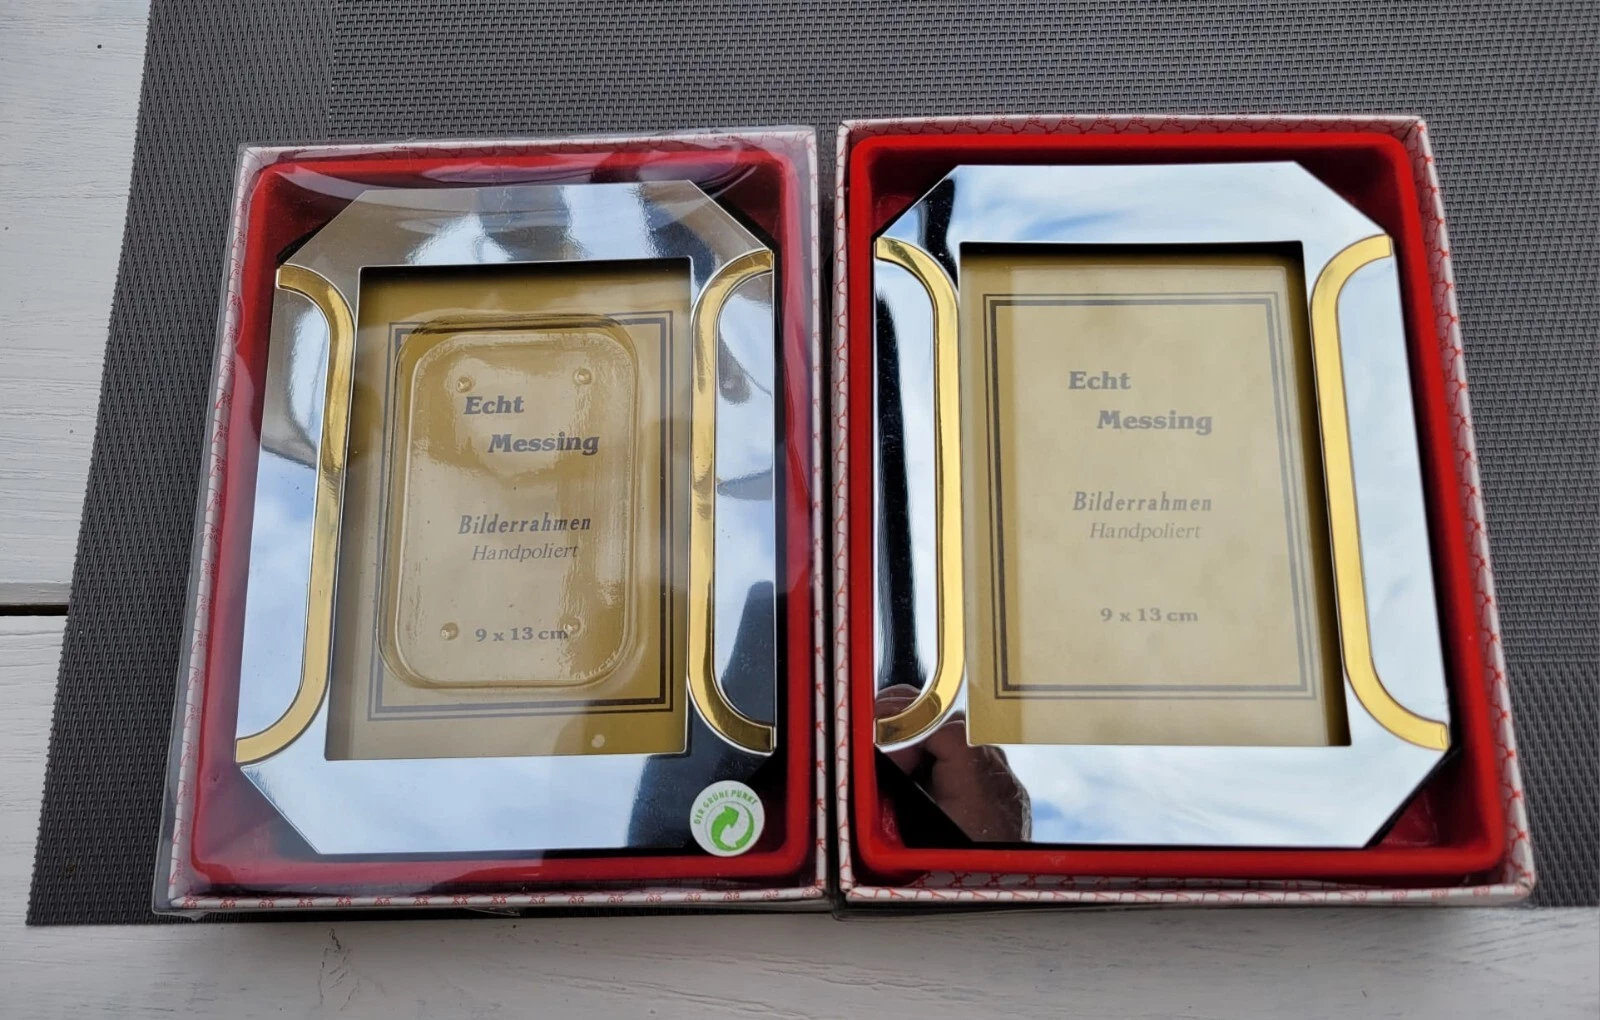 Echt
Messing
Bilderrahmen
Handpoliert
9 x 13 cm
DER GRÜNE PUNKT
Echt
Messing
Bilderrahmen
Handpoliert
9 x 13 cm